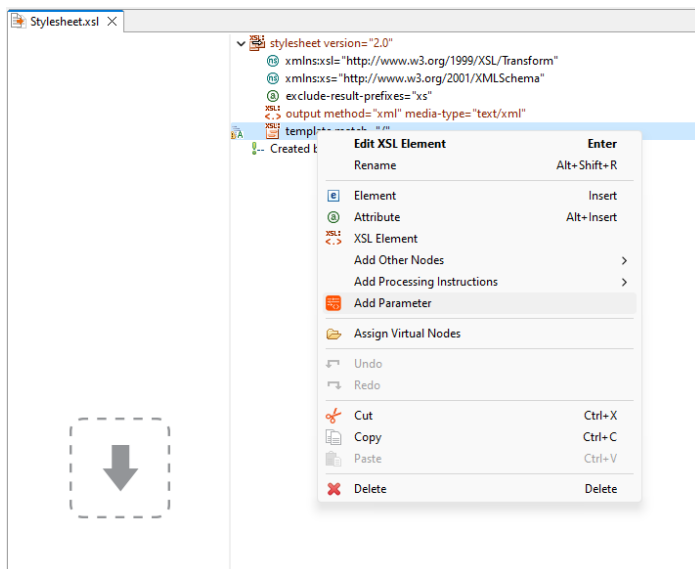 Stylesheet.xsl
stylesheet version="2.0"
xmlns:xsl="http://www.w3.org/1999/XSL/Transform"
xmlns:xs="http://www.w3.org/2001/XMLSchema"
exclude-result-prefixes="xs"
output method="xml" media-type="text/xml"
template match="/"
Created b
Edit XSL Element Enter
Rename Alt+Shift+R
Element Insert
Attribute Alt+Insert
XSL Element
Add Other Nodes
Add Processing Instructions
Add Parameter
Assign Virtual Nodes
Undo
Redo
Cut Ctrl+X
Copy Ctrl+C
Paste Ctrl+V
Delete Delete